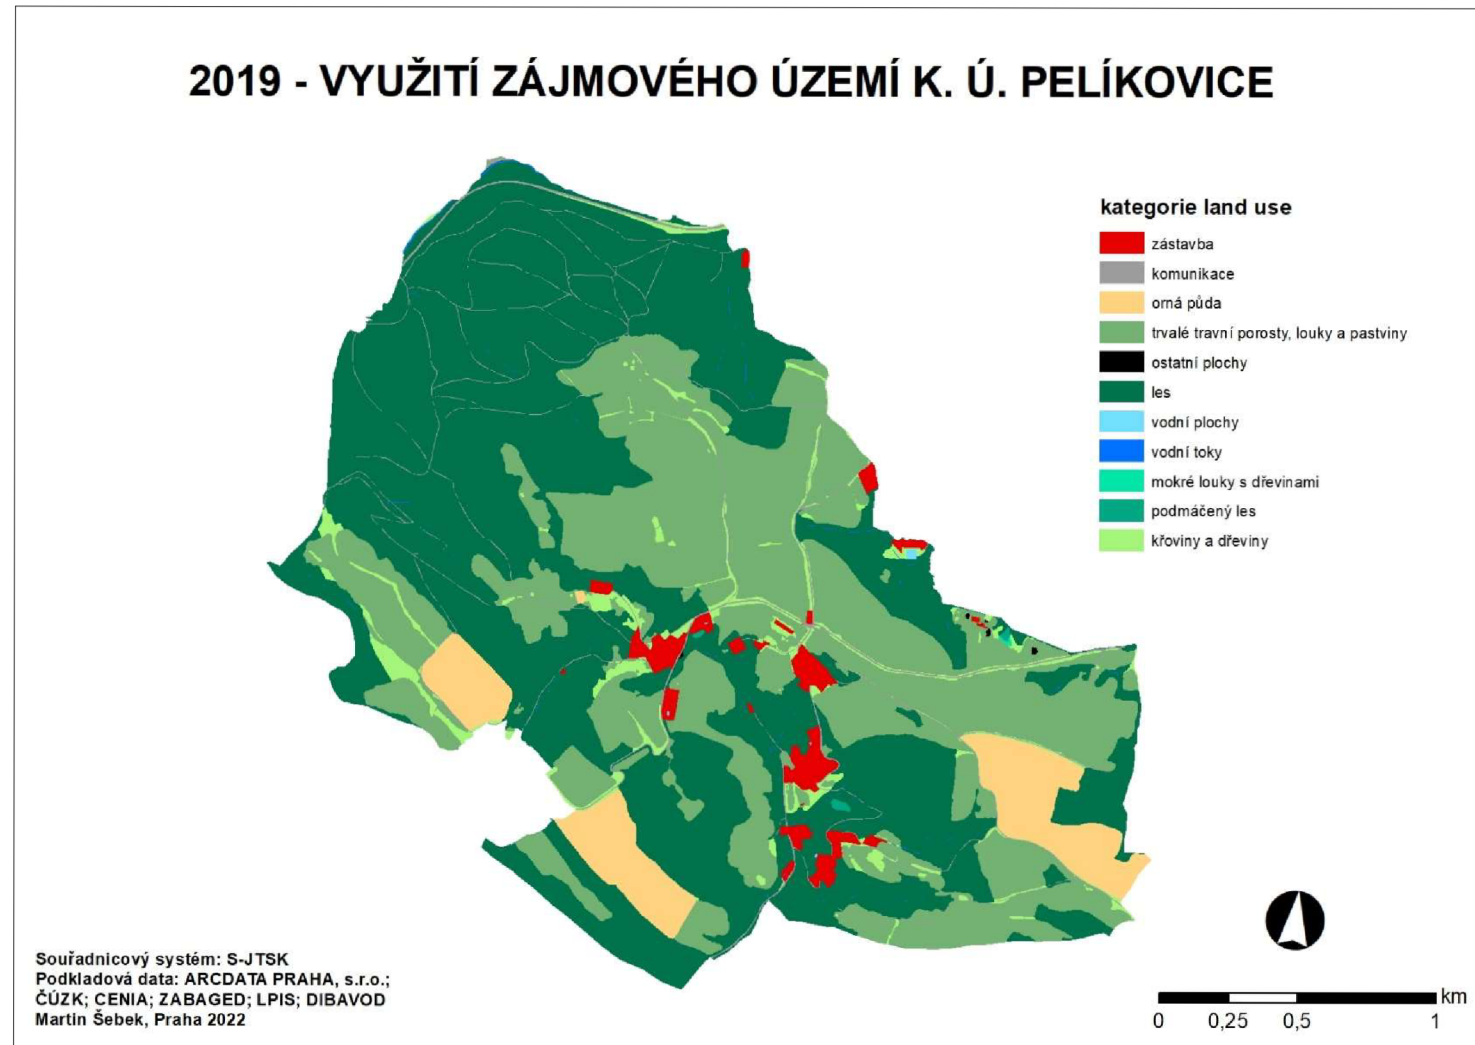 2019 - VYUŽITÍ ZÁJMOVÉHO ÚZEMÍ K. Ú. PELÍKOVICE
kategorie land use
zástavba
komunikace
orná půda
trvalé travní porosty, louky a pastviny
ostatní plochy
les
vodní plochy
vodní toky
mokré louky s dřevinami
podmáčený les
křoviny a dřeviny
Souřadnicový systém: S-JTSK
Podkladová data: ARCDATA PRAHA, s.r.o.;
ČÚZK; CENIA; ZABAGED; LPIS; DIBAVOD
Martin Šebek, Praha 2022
km
0 0,25 0,5 1